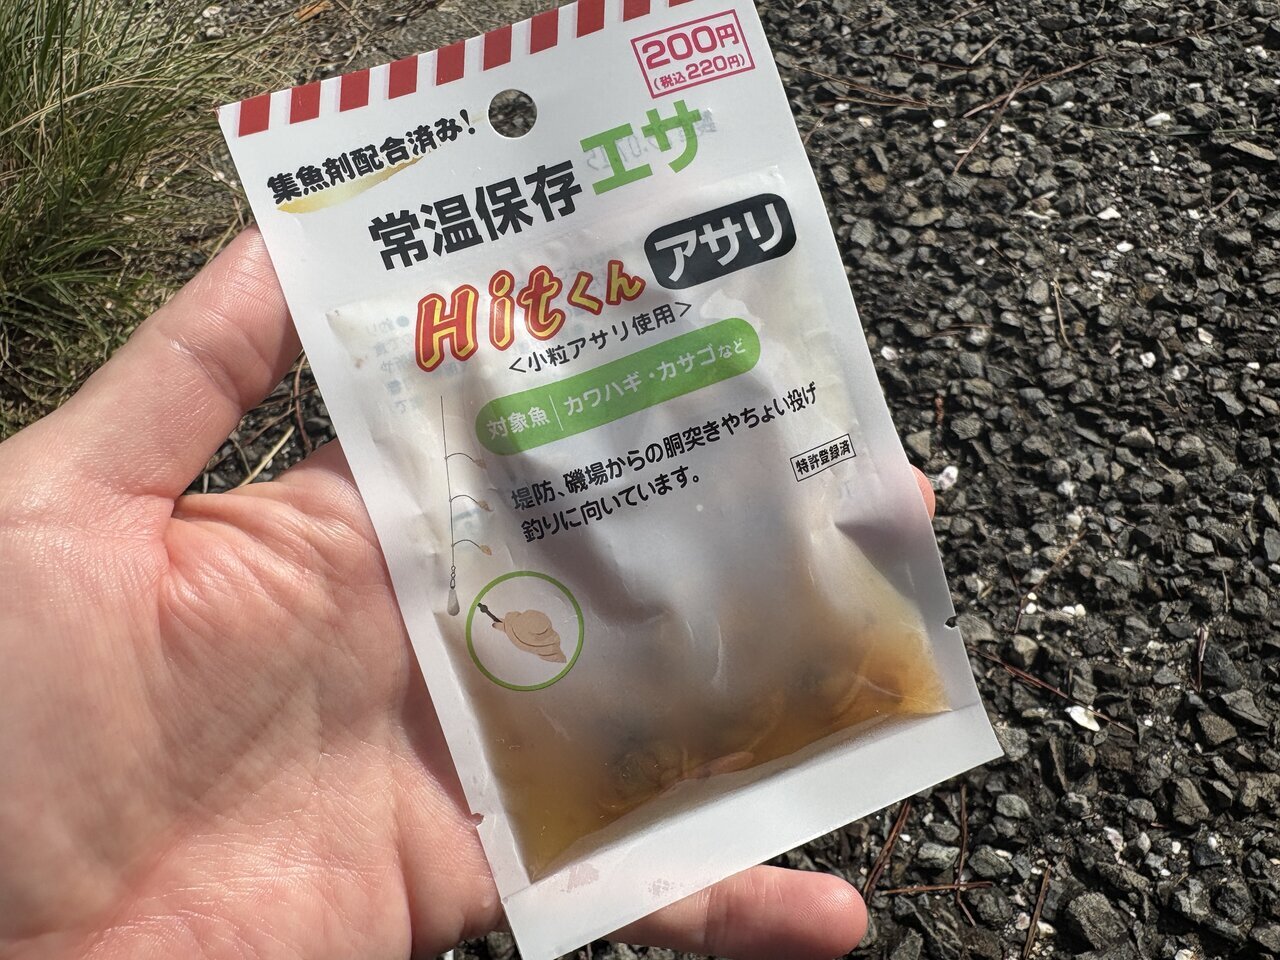 200円
(税込220円)
集魚剤配合済み!
常温保存エサ
Hitくん アサリ
<小粒アサリ使用>
対象魚 カワハギ・カサゴなど
堤防、磯場からの胴突きやちょい投げ
釣りに向いています。
特許登録済